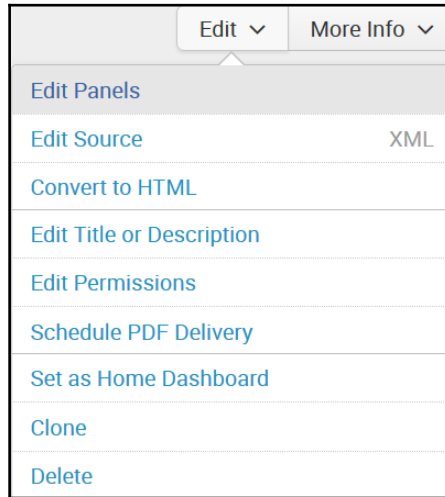 Edit More Info
Edit Panels
Edit Source XML
Convert to HTML
Edit Title or Description
Edit Permissions
Schedule PDF Delivery
Set as Home Dashboard
Clone
Delete